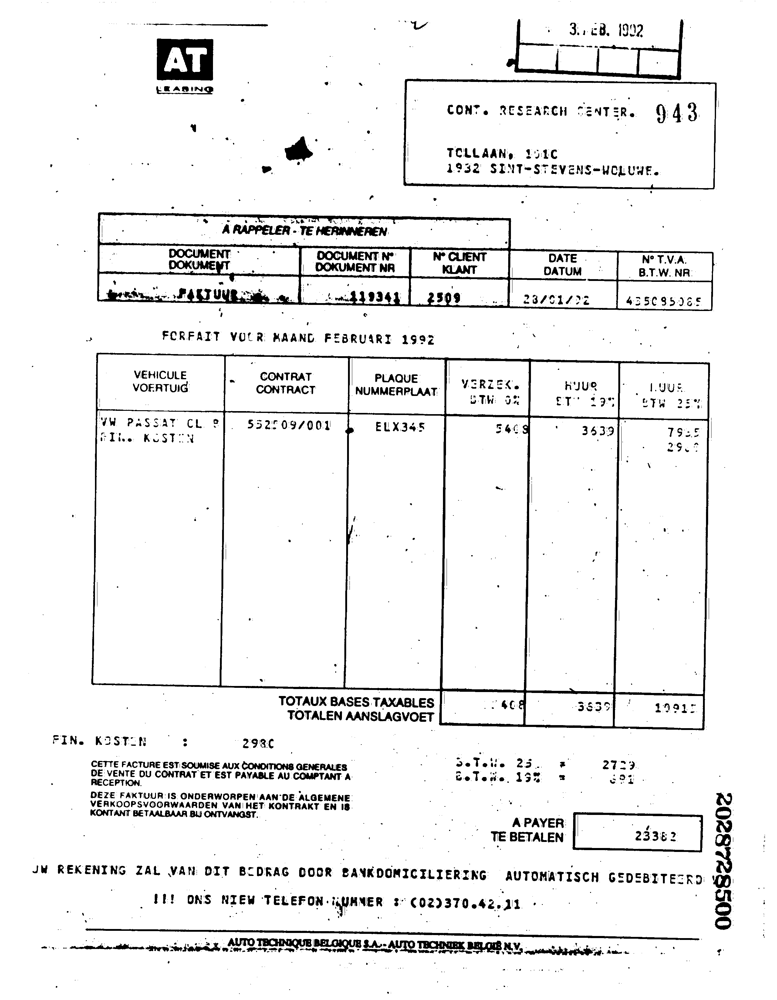 3. FEB. 1992
AT
LEASING
CONT. RESEARCH CENTER. 943
TOLLAAN, 101C
1932 SINT-STEVENS-WOLUWE.
A RAPPELER - TE HERINNEREN
DOCUMENT DOCUMENT N° N° CLIENT DATE N° T.V.A.
DOKUMENT DOKUMENT NR KLANT DATUM B.T.W. NR
FAKTUUR 119341 2509 28/01/92 435095085
FORFAIT VOOR MAAND FEBRUARI 1992
VEHICULE CONTRAT PLAQUE VERZEK. HUUR HUUR
VOERTUIG CONTRACT NUMMERPLAAT BTW 0% BTW 19% BTW 25%
VW PASSAT CL 552509/001 ELX345 5408 3639 7935
FIN. KOSTEN 2980
TOTAUX BASES TAXABLES
TOTALEN AANSLAGVOET 5408 3639 10915
FIN. KOSTEN : 2980
CETTE FACTURE EST SOUMISE AUX CONDITIONS GENERALES
DE VENTE DU CONTRAT ET EST PAYABLE AU COMPTANT A
RECEPTION.
B.T.W. 25 = 2729
B.T.W. 19% = 691
DEZE FAKTUUR IS ONDERWORPEN AAN DE ALGEMENE
VERKOOPSVOORWAARDEN VAN HET KONTRAKT EN IS
KONTANT BETAALBAAR BIJ ONTVANGST.
A PAYER
TE BETALEN 23382
UW REKENING ZAL VAN DIT BEDRAG DOOR BANKDOMICILIERING AUTOMATISCH GEDEBITEERD
!!! ONS NIEW TELEFON NUMMER : (02)370.42.11
AUTO TECHNIQUE BELGIQUE S.A. - AUTO TECHNIEK BELGIË N.V.
2028728500